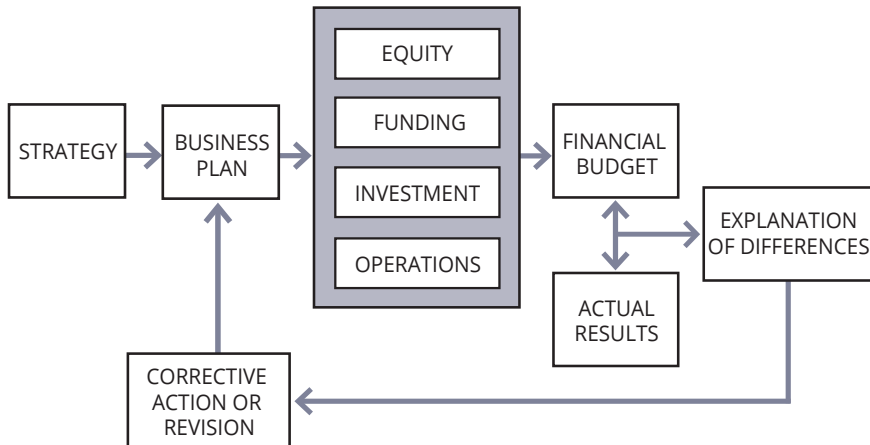 EQUITY
FUNDING
INVESTMENT
OPERATIONS
STRATEGY
BUSINESS
PLAN
FINANCIAL
BUDGET
EXPLANATION
OF DIFFERENCES
ACTUAL
RESULTS
CORRECTIVE
ACTION OR
REVISION